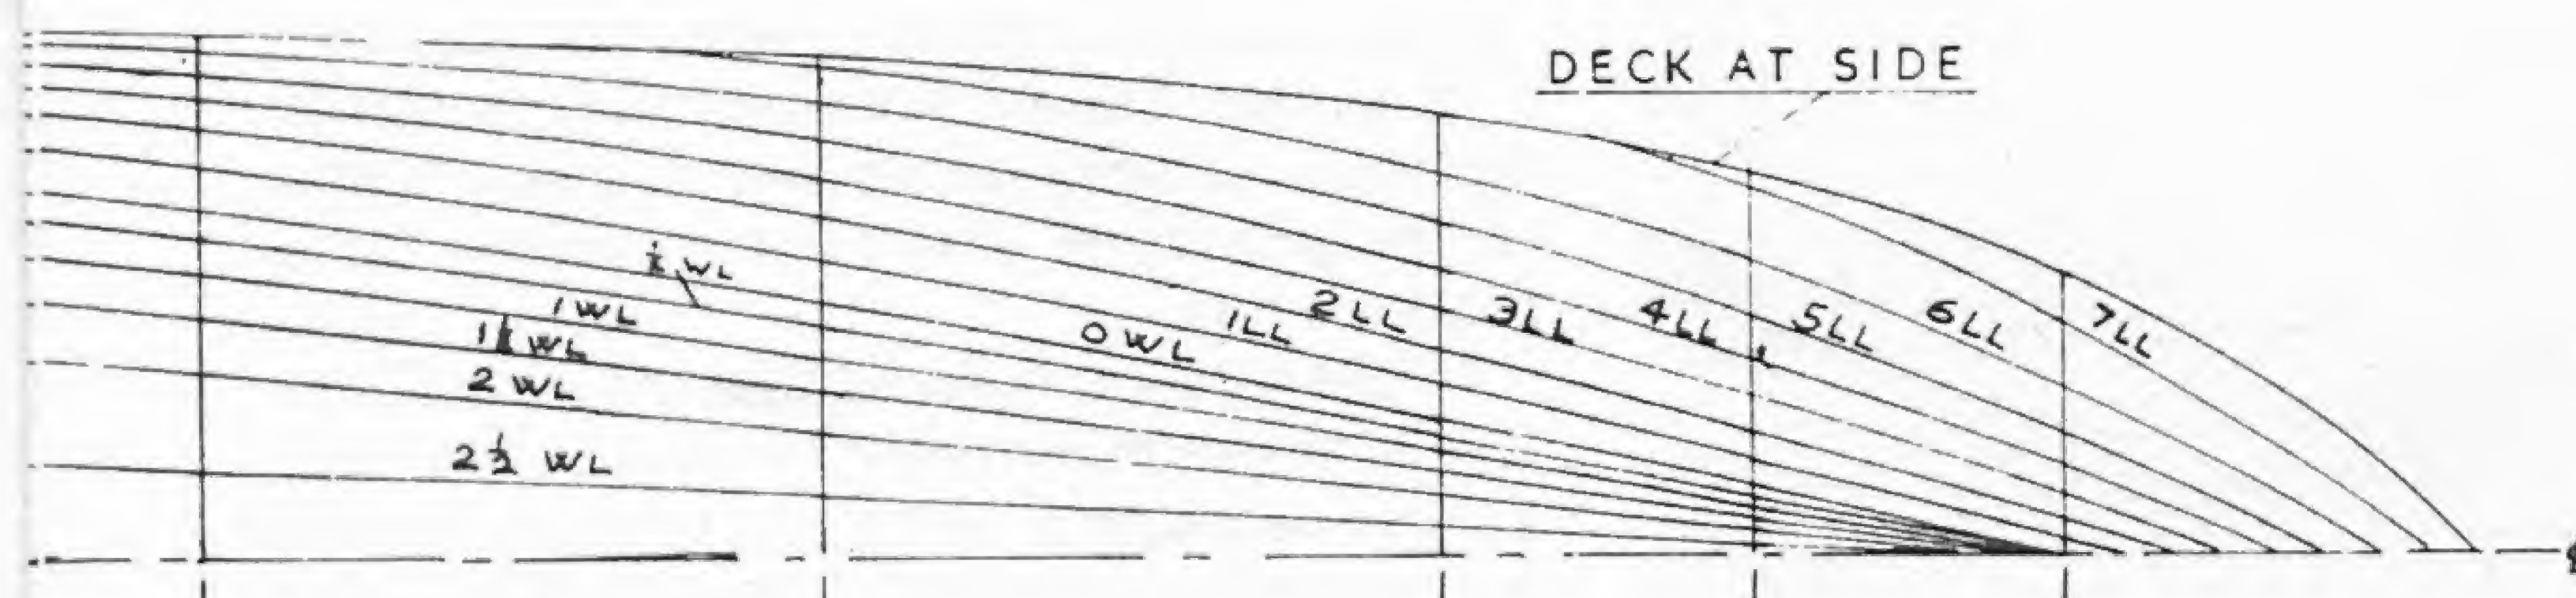 DECK AT SIDE
½ WL
1 WL
1½ WL
2 WL
2½ WL
0 WL
1LL
2LL
3LL
4LL
5LL
6LL
7LL